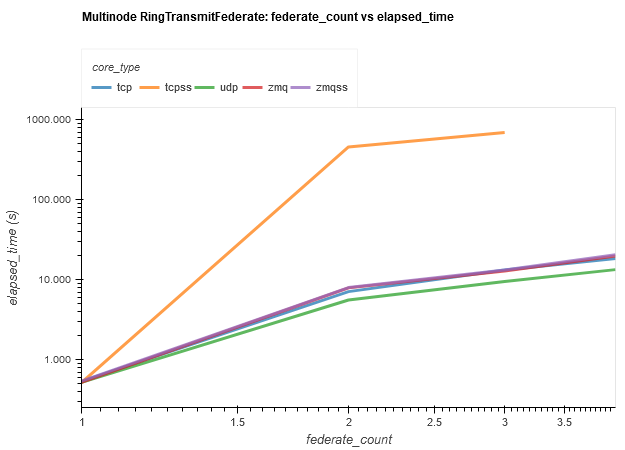 Multinode RingTransmitFederate: federate_count vs elapsed_time
core_type
tcp tcpss udp zmq zmqss
1000.000
100.000
10.000
1.000
elapsed_time (s)
1 1.5 2 2.5 3 3.5
federate_count